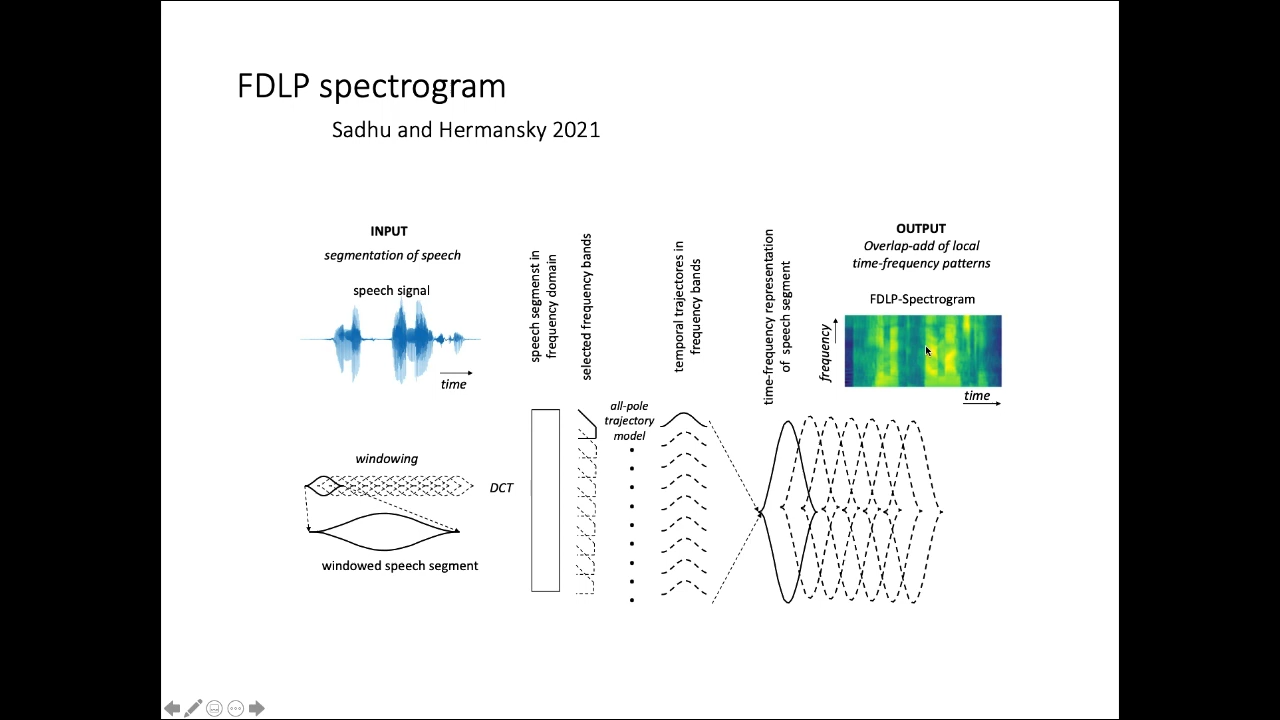 FDLP spectrogram
Sadhu and Hermansky 2021
INPUT
segmentation of speech
speech signal
time
windowing
windowed speech segment
DCT
speech segmenst in
frequency domain
selected frequency bands
all-pole
trajectory
model
temporal trajectores in
frequency bands
time-frequency representation
of speech segment
OUTPUT
Overlap-add of local
time-frequency patterns
FDLP-Spectrogram
frequency
time